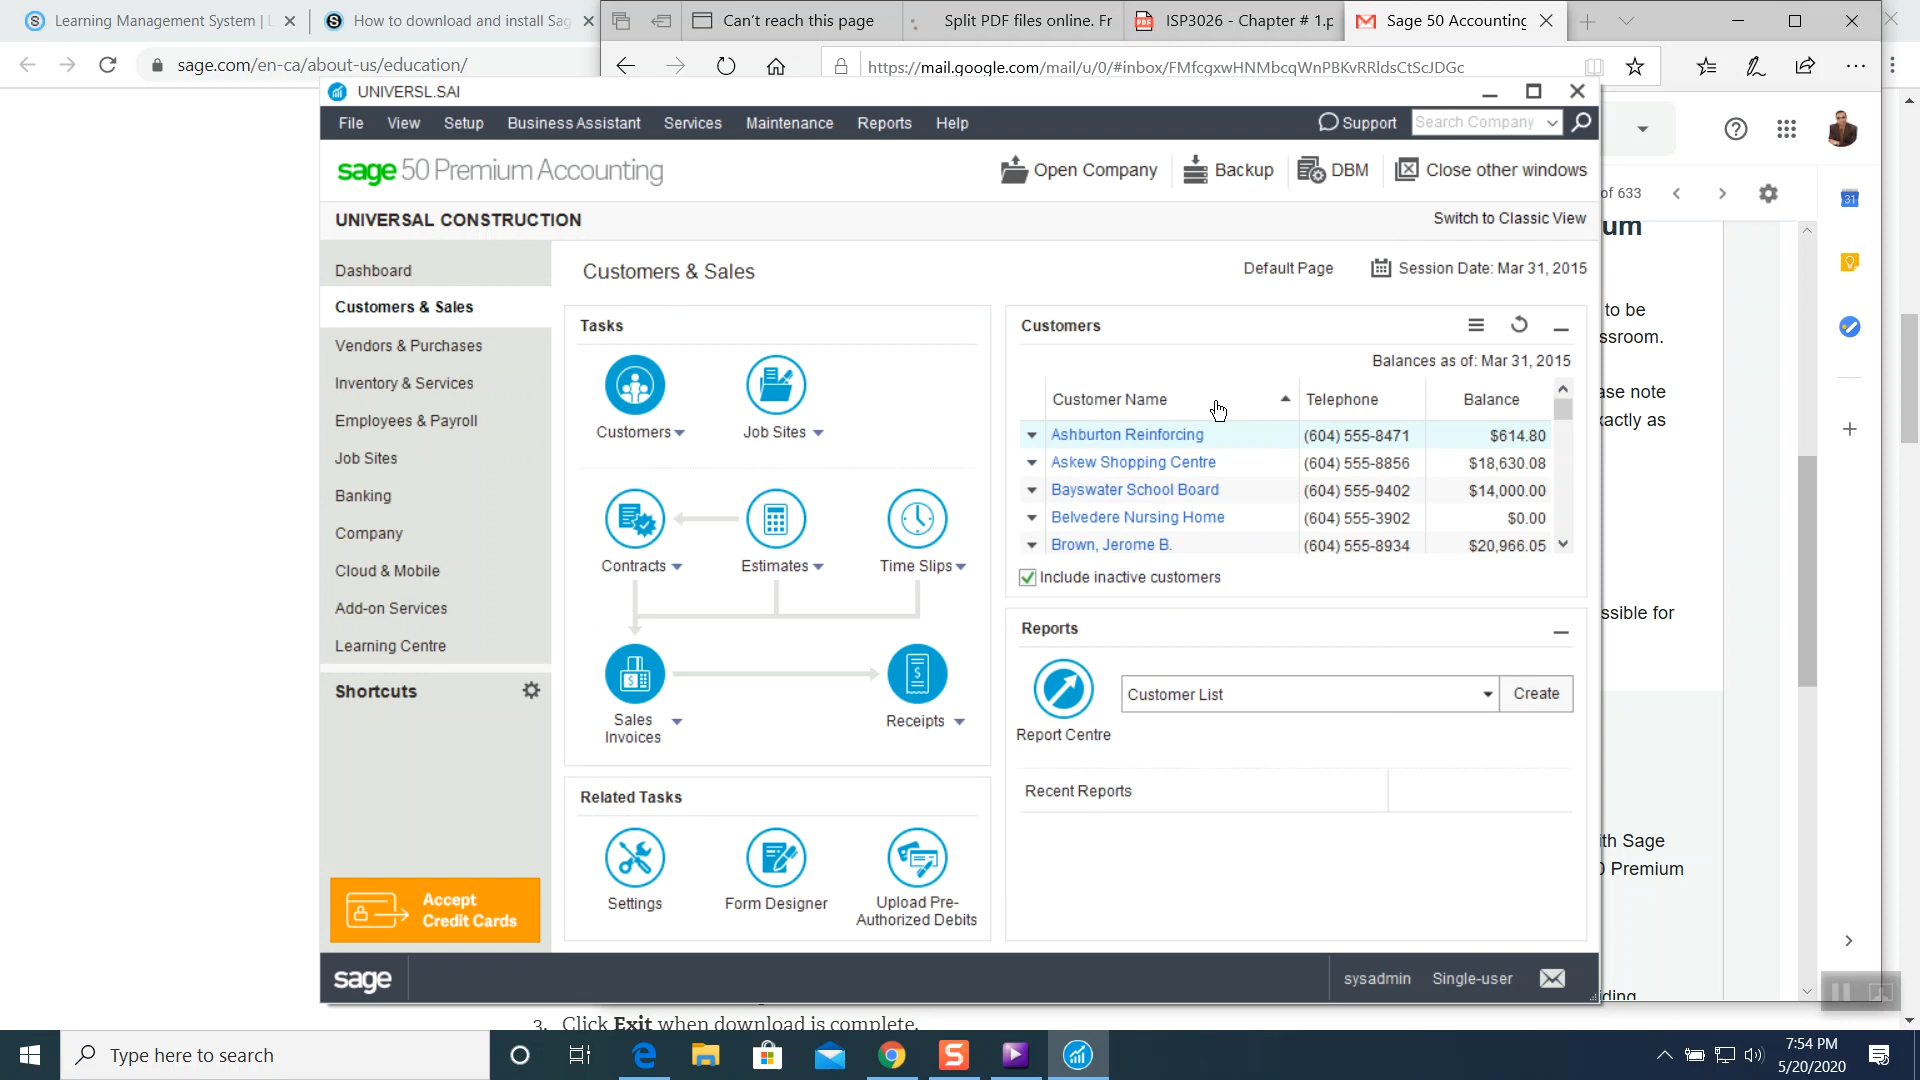 Learning Management System | L
How to download and install Sag
Can't reach this page
Split PDF files online. Fr
ISP3026 - Chapter # 1.p
Sage 50 Accounting
sage.com/en-ca/about-us/education/
https://mail.google.com/mail/u/0/#inbox/FMfcgxwHNMbcqWnPBKvRRldsCtScJDGc
UNIVERSL.SAI
File View Setup Business Assistant Services Maintenance Reports Help
Support
Search Company
sage 50 Premium Accounting
Open Company
Backup
DBM
Close other windows
of 633
31
UNIVERSAL CONSTRUCTION
Switch to Classic View
um
Dashboard
Customers & Sales
Vendors & Purchases
Inventory & Services
Employees & Payroll
Job Sites
Banking
Company
Cloud & Mobile
Add-on Services
Learning Centre
Shortcuts
Accept
Credit Cards
Customers & Sales
Default Page
Session Date: Mar 31, 2015
Tasks
Customers
Job Sites
Contracts
Estimates
Time Slips
Sales
Invoices
Receipts
Related Tasks
Settings
Form Designer
Upload Pre-
Authorized Debits
Customers
Balances as of: Mar 31, 2015
Customer Name Telephone Balance
Ashburton Reinforcing (604) 555-8471 $614.80
Askew Shopping Centre (604) 555-8856 $18,630.08
Bayswater School Board (604) 555-9402 $14,000.00
Belvedere Nursing Home (604) 555-3902 $0.00
Brown, Jerome B. (604) 555-8934 $20,966.05
Include inactive customers
Reports
Report Centre
Customer List
Create
Recent Reports
to be
ssroom.
ase note
xactly as
ssible for
ith Sage
0 Premium
iding
sage
sysadmin
Single-user
3. Click Exit when download is complete.
Type here to search
7:54 PM
5/20/2020